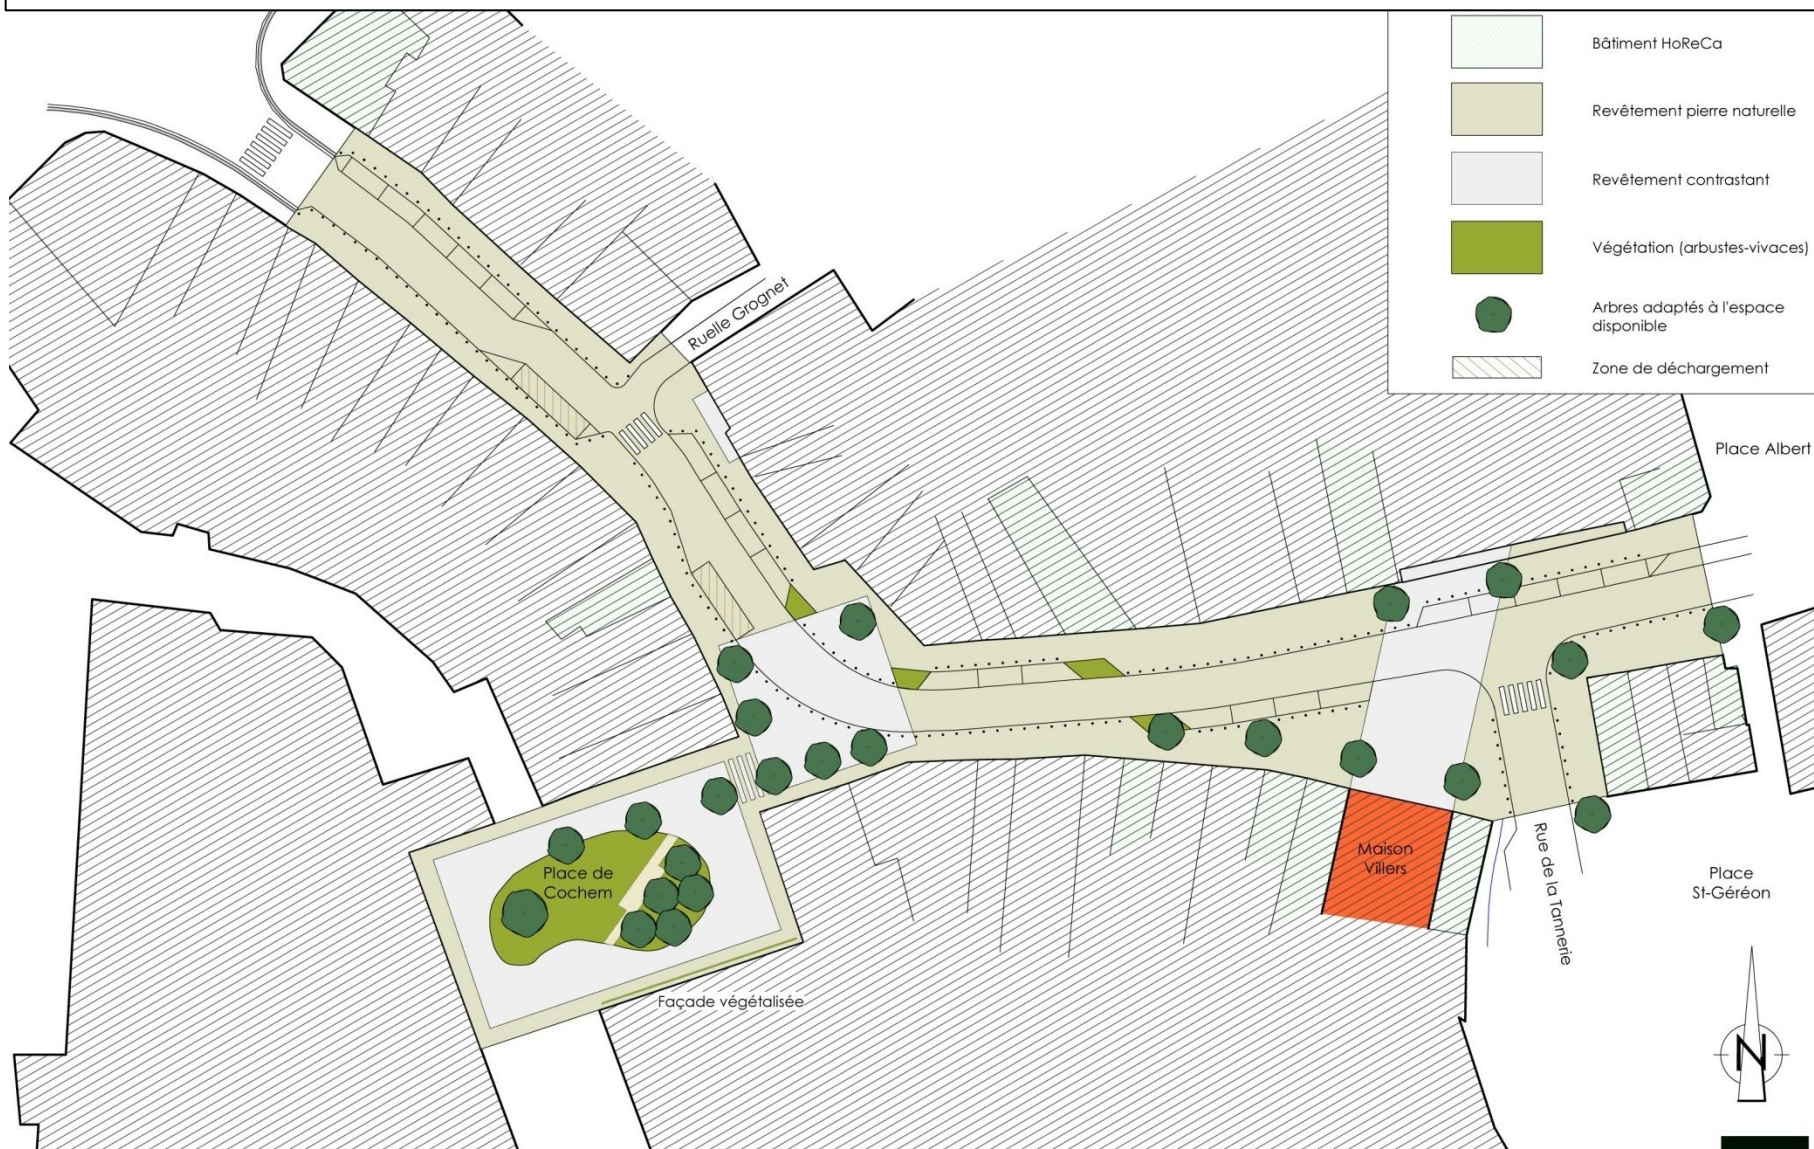 Bâtiment HoReCa
Revêtement pierre naturelle
Revêtement contrastant
Végétation (arbustes-vivaces)
Arbres adaptés à l'espace
disponible
Zone de déchargement
Ruelle Grognet
Place Albert
Place de
Cochem
Maison
Villers
Rue de la Tannerie
Place
St-Géréon
Façade végétalisée
N